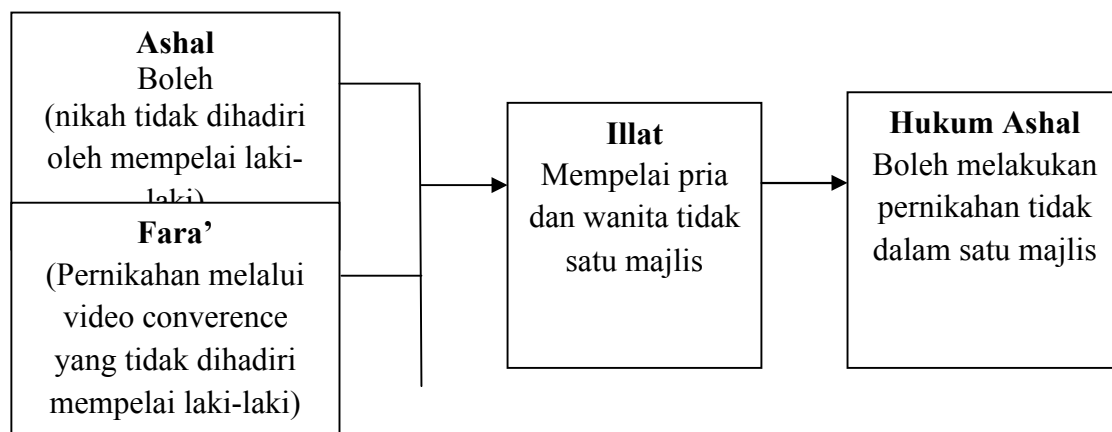 Ashal
Boleh
(nikah tidak dihadiri
oleh mempelai laki-
laki)
Fara’
(Pernikahan melalui
video converence
yang tidak dihadiri
mempelai laki-laki)
Illat
Mempelai pria
dan wanita tidak
satu majlis
Hukum Ashal
Boleh melakukan
pernikahan tidak
dalam satu majlis